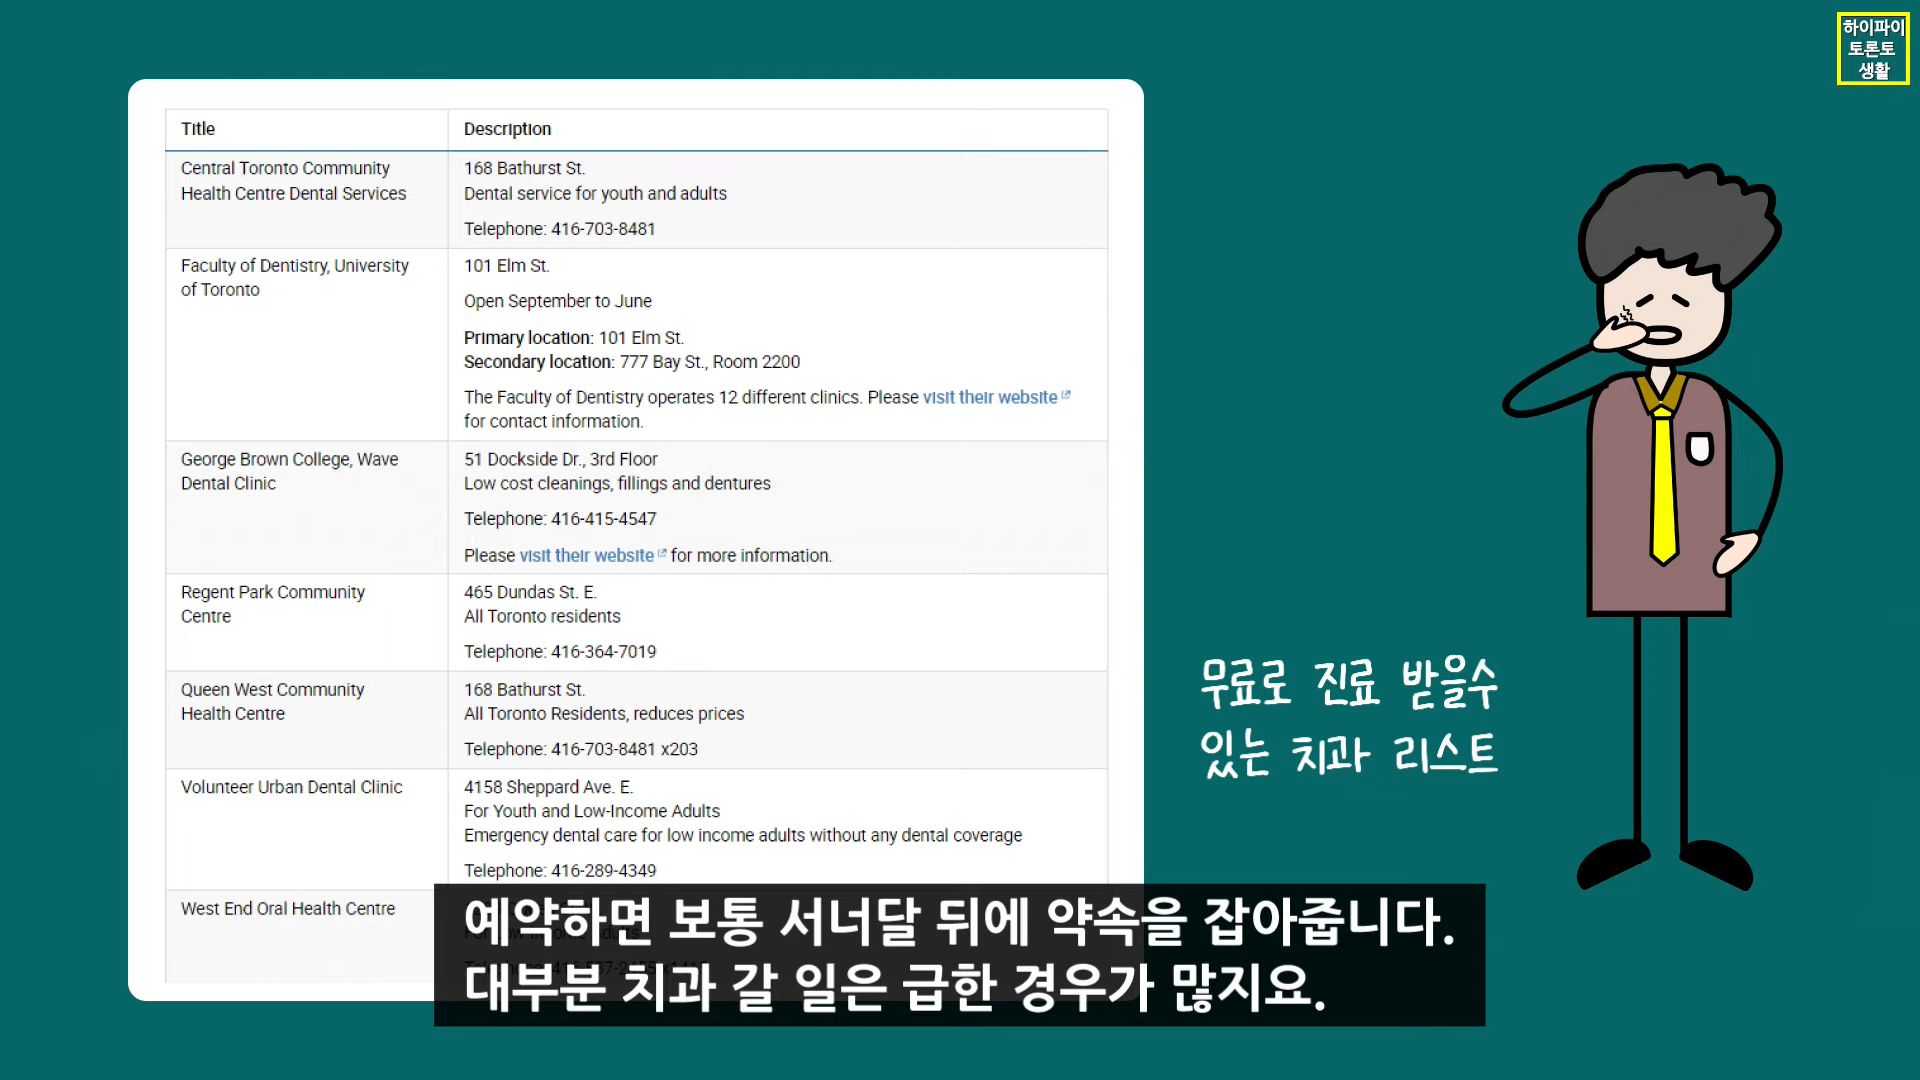 하이파이
토론토
생활
Title
Description
Central Toronto Community
Health Centre Dental Services
168 Bathurst St.
Dental service for youth and adults
Telephone: 416-703-8481
Faculty of Dentistry, University
of Toronto
101 Elm St.
Open September to June
Primary location: 101 Elm St.
Secondary location: 777 Bay St., Room 2200
The Faculty of Dentistry operates 12 different clinics. Please visit their website
for contact information.
George Brown College, Wave
Dental Clinic
51 Dockside Dr., 3rd Floor
Low cost cleanings, fillings and dentures
Telephone: 416-415-4547
Please visit their website for more information.
Regent Park Community
Centre
465 Dundas St. E.
All Toronto residents
Telephone: 416-364-7019
Queen West Community
Health Centre
168 Bathurst St.
All Toronto Residents, reduces prices
Telephone: 416-703-8481 x203
Volunteer Urban Dental Clinic
4158 Sheppard Ave. E.
For Youth and Low-Income Adults
Emergency dental care for low income adults without any dental coverage
Telephone: 416-289-4349
West End Oral Health Centre
무료로 진료 받을수
있는 치과 리스트
예약하면 보통 서너달 뒤에 약속을 잡아줍니다.
대부분 치과 갈 일은 급한 경우가 많지요.